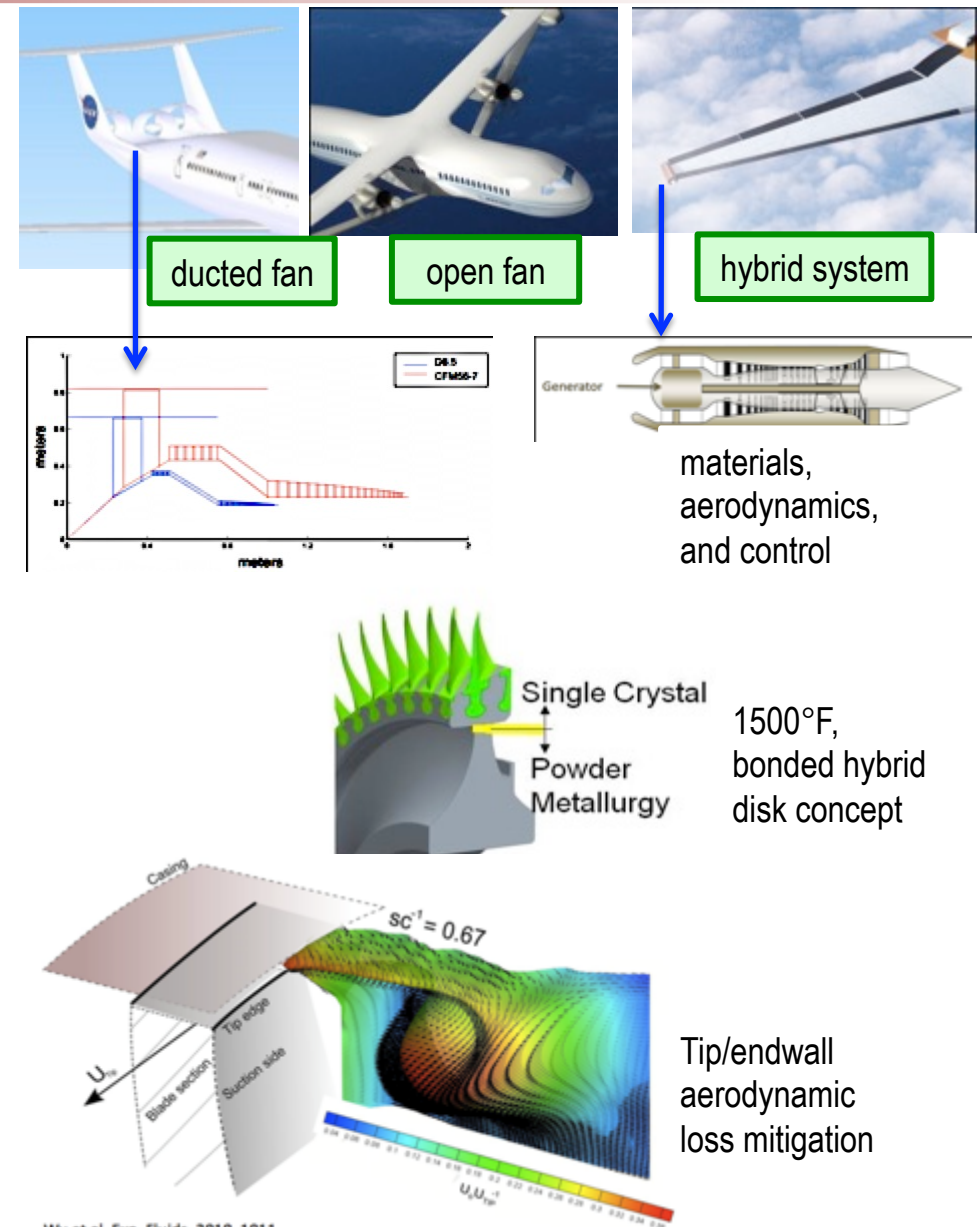 ducted fan
open fan
hybrid system
D8.5
CFM56-7
meters
meters
Generator
materials,
aerodynamics,
and control
Single Crystal
Powder
Metallurgy
1500°F,
bonded hybrid
disk concept
Casing
sc⁻¹ = 0.67
Tip edge
Suction side
Blade section
Tip/endwall
aerodynamic
loss mitigation